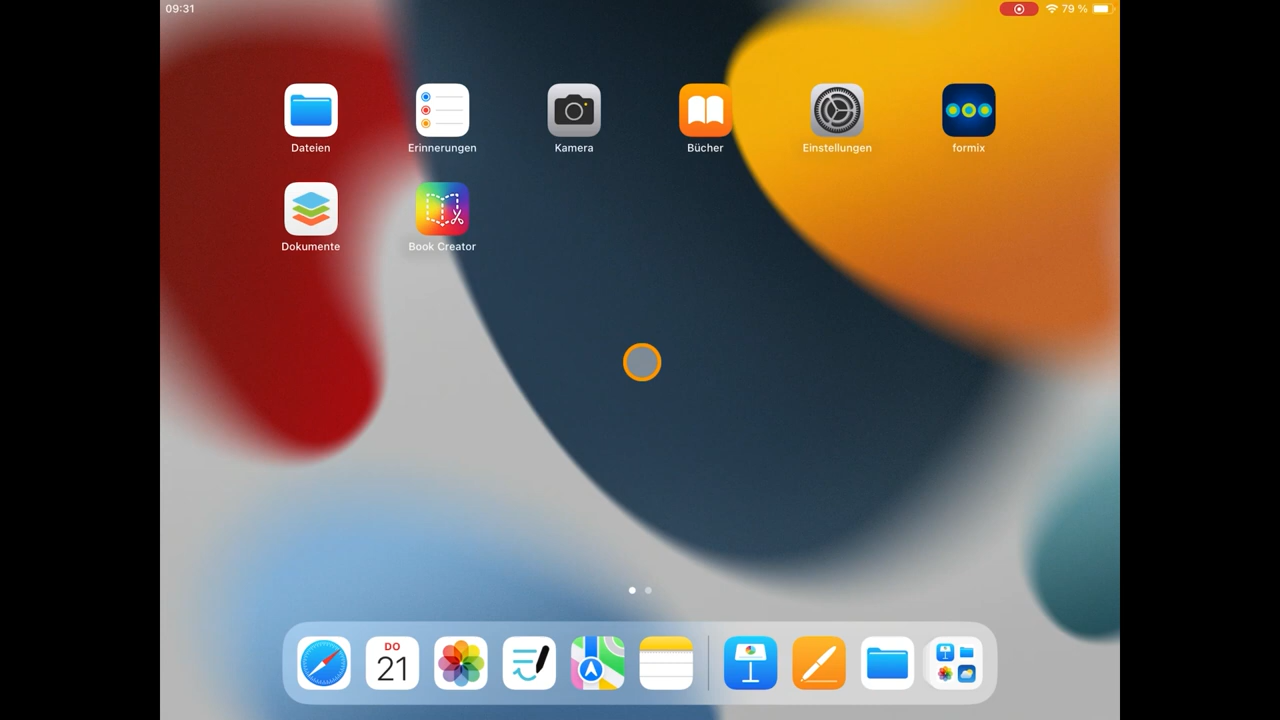 09:31
79 %
Dateien
Erinnerungen
Kamera
Bücher
Einstellungen
formix
Dokumente
Book Creator
DO
21